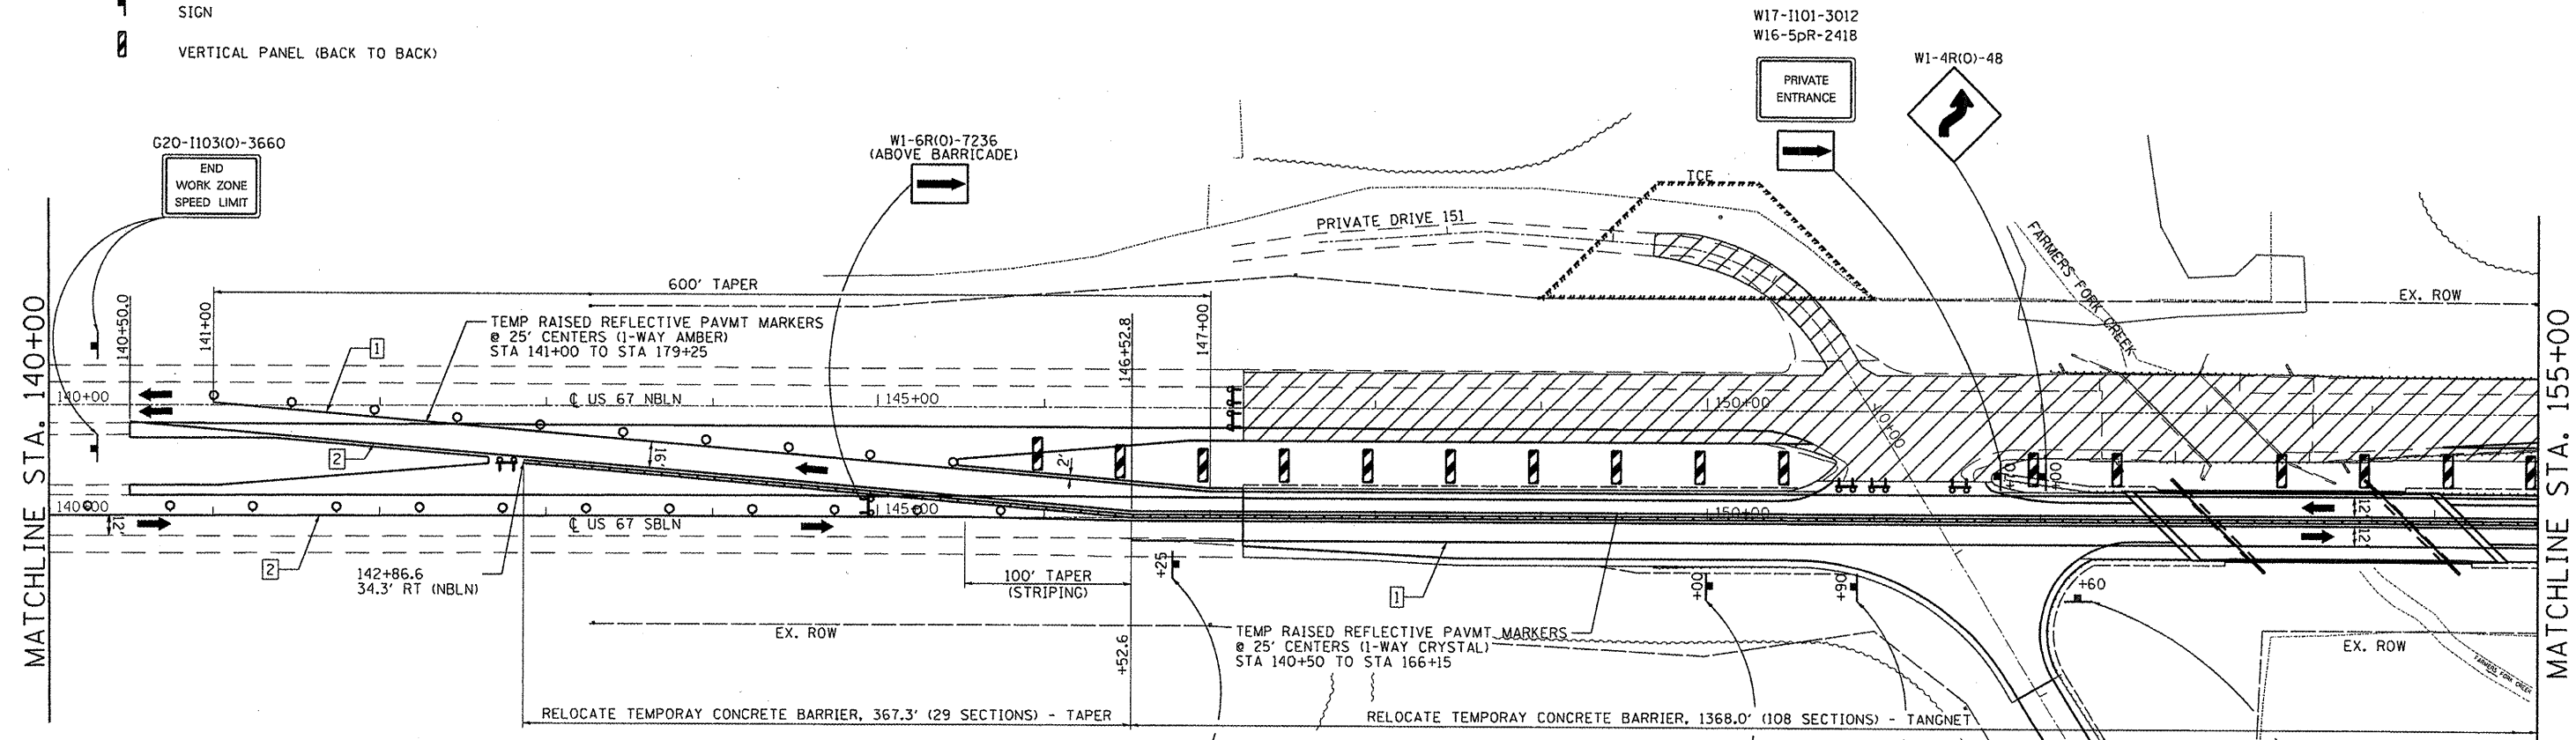 SIGN
VERTICAL PANEL (BACK TO BACK)
W17-I101-3012
W16-5pR-2418
PRIVATE
ENTRANCE
W1-4R(O)-48
G20-I103(O)-3660
END
WORK ZONE
SPEED LIMIT
W1-6R(O)-7236
(ABOVE BARRICADE)
TCE
PRIVATE DRIVE 151
FARMERS FORK CREEK
EX. ROW
600' TAPER
140+50.0
141+00
TEMP RAISED REFLECTIVE PAVMT MARKERS
@ 25' CENTERS (1-WAY AMBER)
STA 141+00 TO STA 179+25
1
146+52.8
147+00
MATCHLINE STA. 140+00
MATCHLINE STA. 155+00
140+00
℄ US 67 NBLN
145+00
150+00
10+00
2
16'
2'
+70
+00
140+00
12'
℄ US 67 SBLN
145+00
150+00
12'
12'
2
142+86.6
34.3' RT (NBLN)
100' TAPER
(STRIPING)
+25
1
+00
+90
+60
EX. ROW
+52.6
TEMP RAISED REFLECTIVE PAVMT MARKERS
@ 25' CENTERS (1-WAY CRYSTAL)
STA 140+50 TO STA 166+15
EX. ROW
FARMERS FORK CREEK
RELOCATE TEMPORAY CONCRETE BARRIER, 367.3' (29 SECTIONS) - TAPER
RELOCATE TEMPORAY CONCRETE BARRIER, 1368.0' (108 SECTIONS) - TANGNET